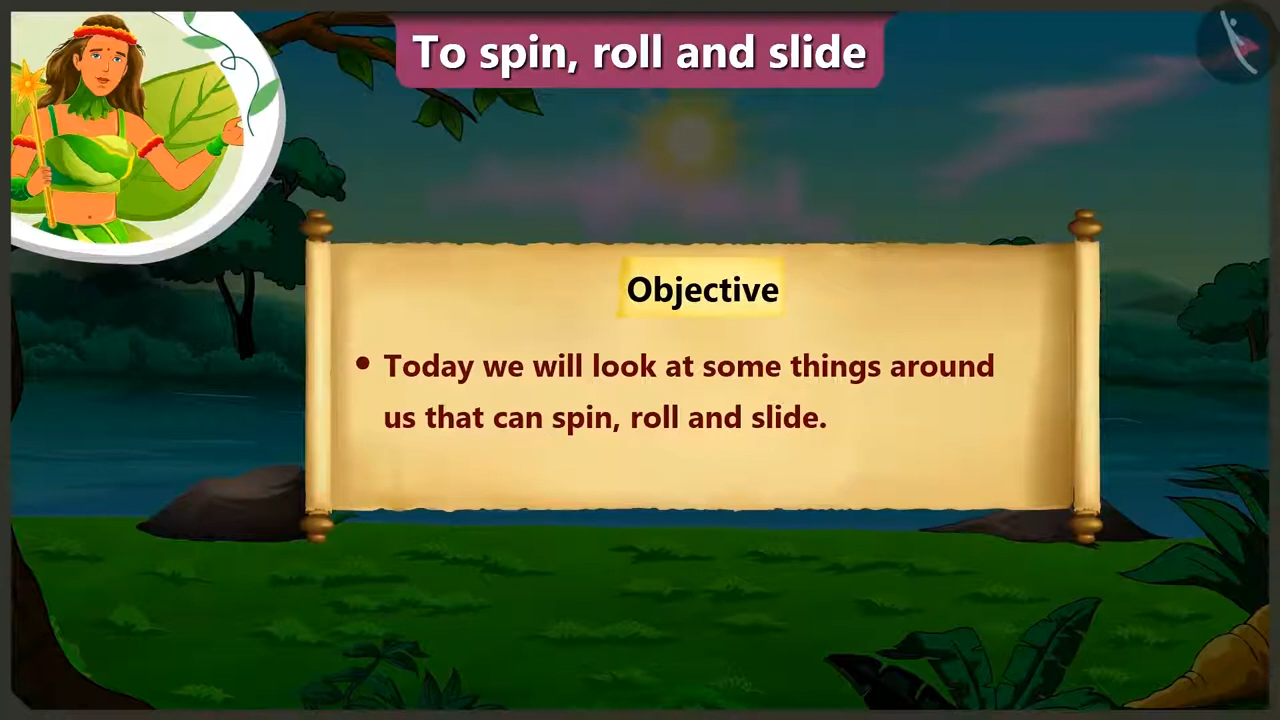 To spin, roll and slide
Objective
• Today we will look at some things around
us that can spin, roll and slide.